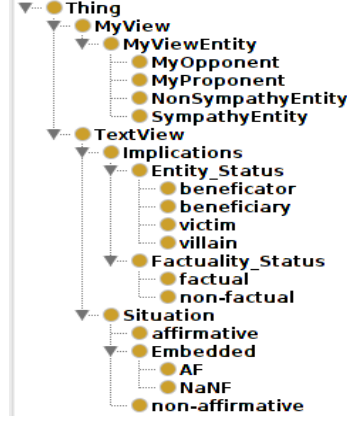 Thing
MyView
MyViewEntity
MyOpponent
MyProponent
NonSympathyEntity
SympathyEntity
TextView
Implications
Entity_Status
beneficator
beneficiary
victim
villain
Factuality_Status
factual
non-factual
Situation
affirmative
Embedded
AF
NaNF
non-affirmative